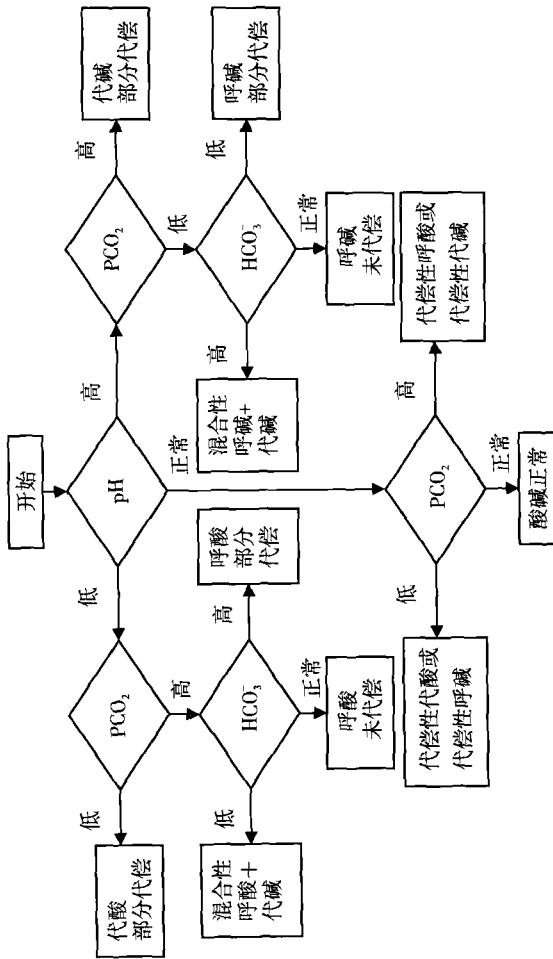 开始
pH
低
高
正常
PCO₂
低
高
代酸
部分代偿
HCO₃⁻
低
高
正常
混合性
呼酸+
代碱
呼酸
部分
代偿
呼酸
未代偿
PCO₂
高
低
代碱
部分代偿
HCO₃⁻
高
低
正常
混合性
呼碱+
代碱
呼碱
部分代偿
呼碱
未代偿
PCO₂
低
高
正常
代偿性代酸或
代偿性呼碱
代偿性呼酸或
代偿性代碱
酸碱正常